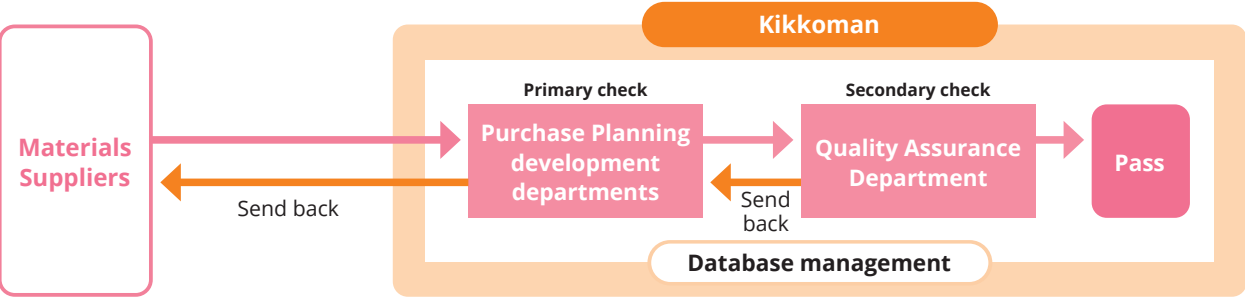 Kikkoman
Materials
Suppliers
Send back
Primary check
Purchase Planning
development
departments
Send
back
Secondary check
Quality Assurance
Department
Pass
Database management